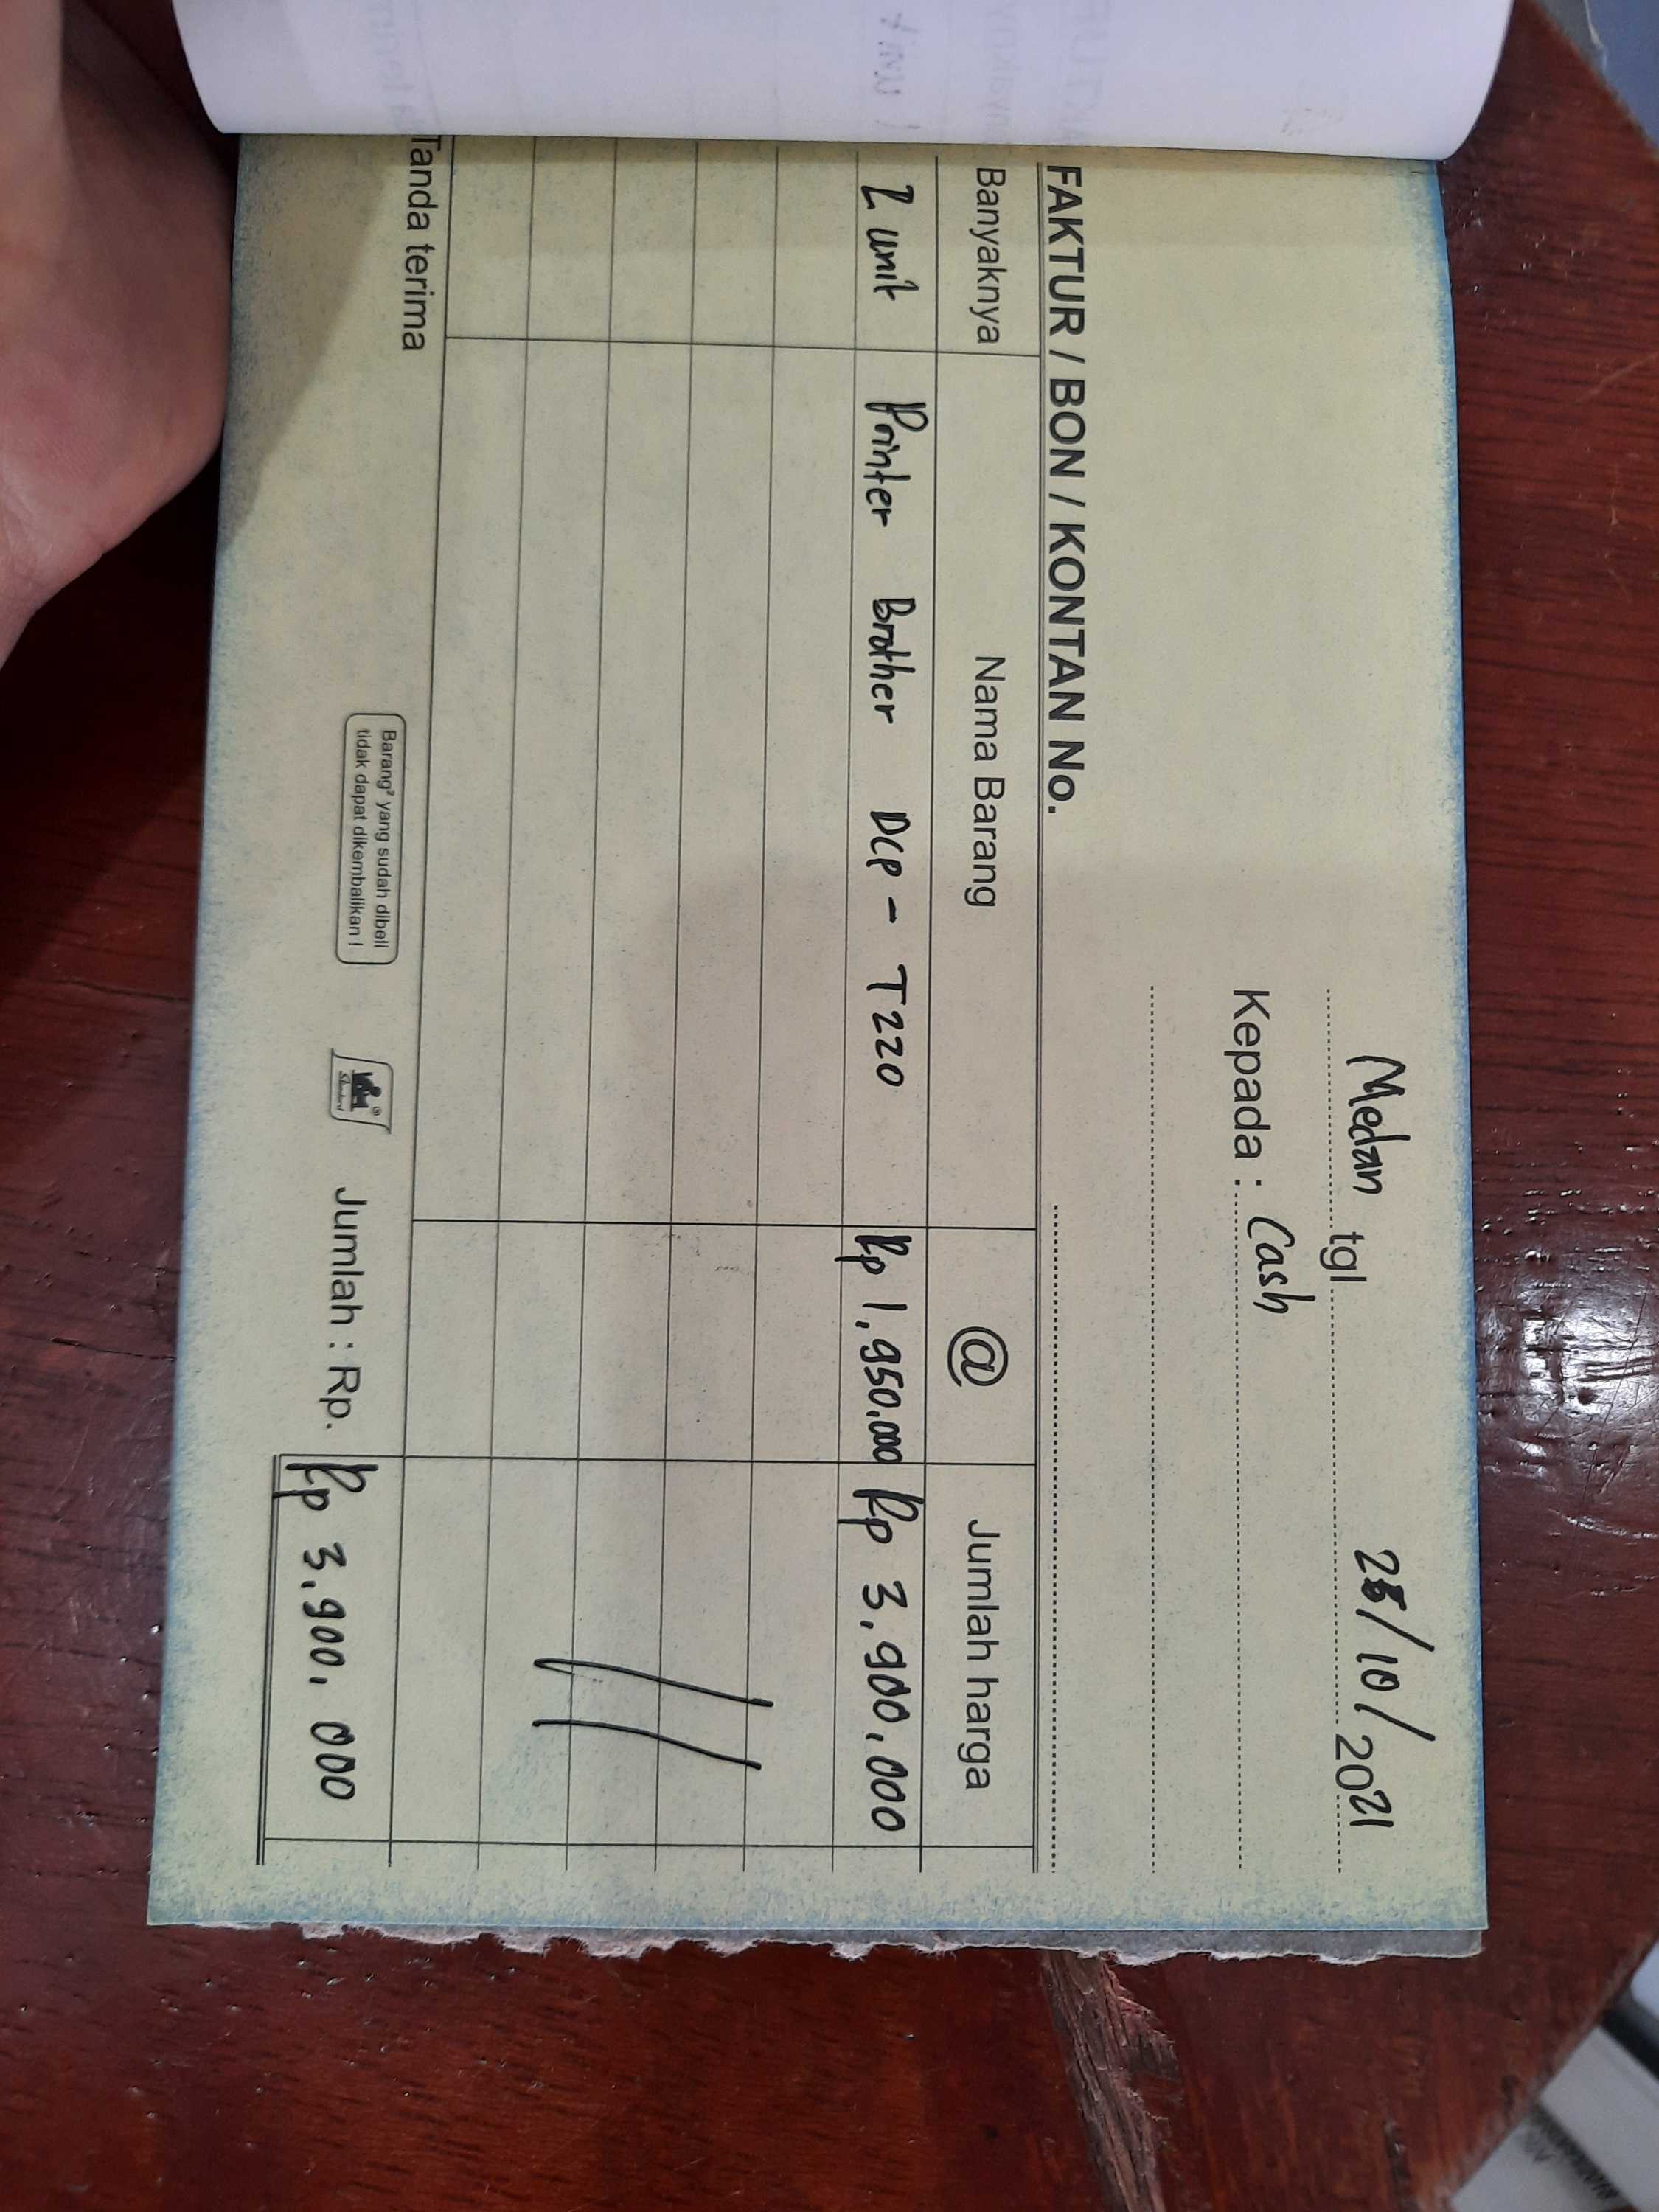 Medan tgl 2021
Kepada : Cash
FAKTUR / BON / KONTAN No.
Banyaknya Nama Barang @ Jumlah harga
2 unit Printer Brother DCP - T220 Rp 1.950.000 Rp 3.900.000
Tanda terima
Barang² yang sudah dibeli
tidak dapat dikembalikan !
Standard
Jumlah : Rp. Rp 3.900.000